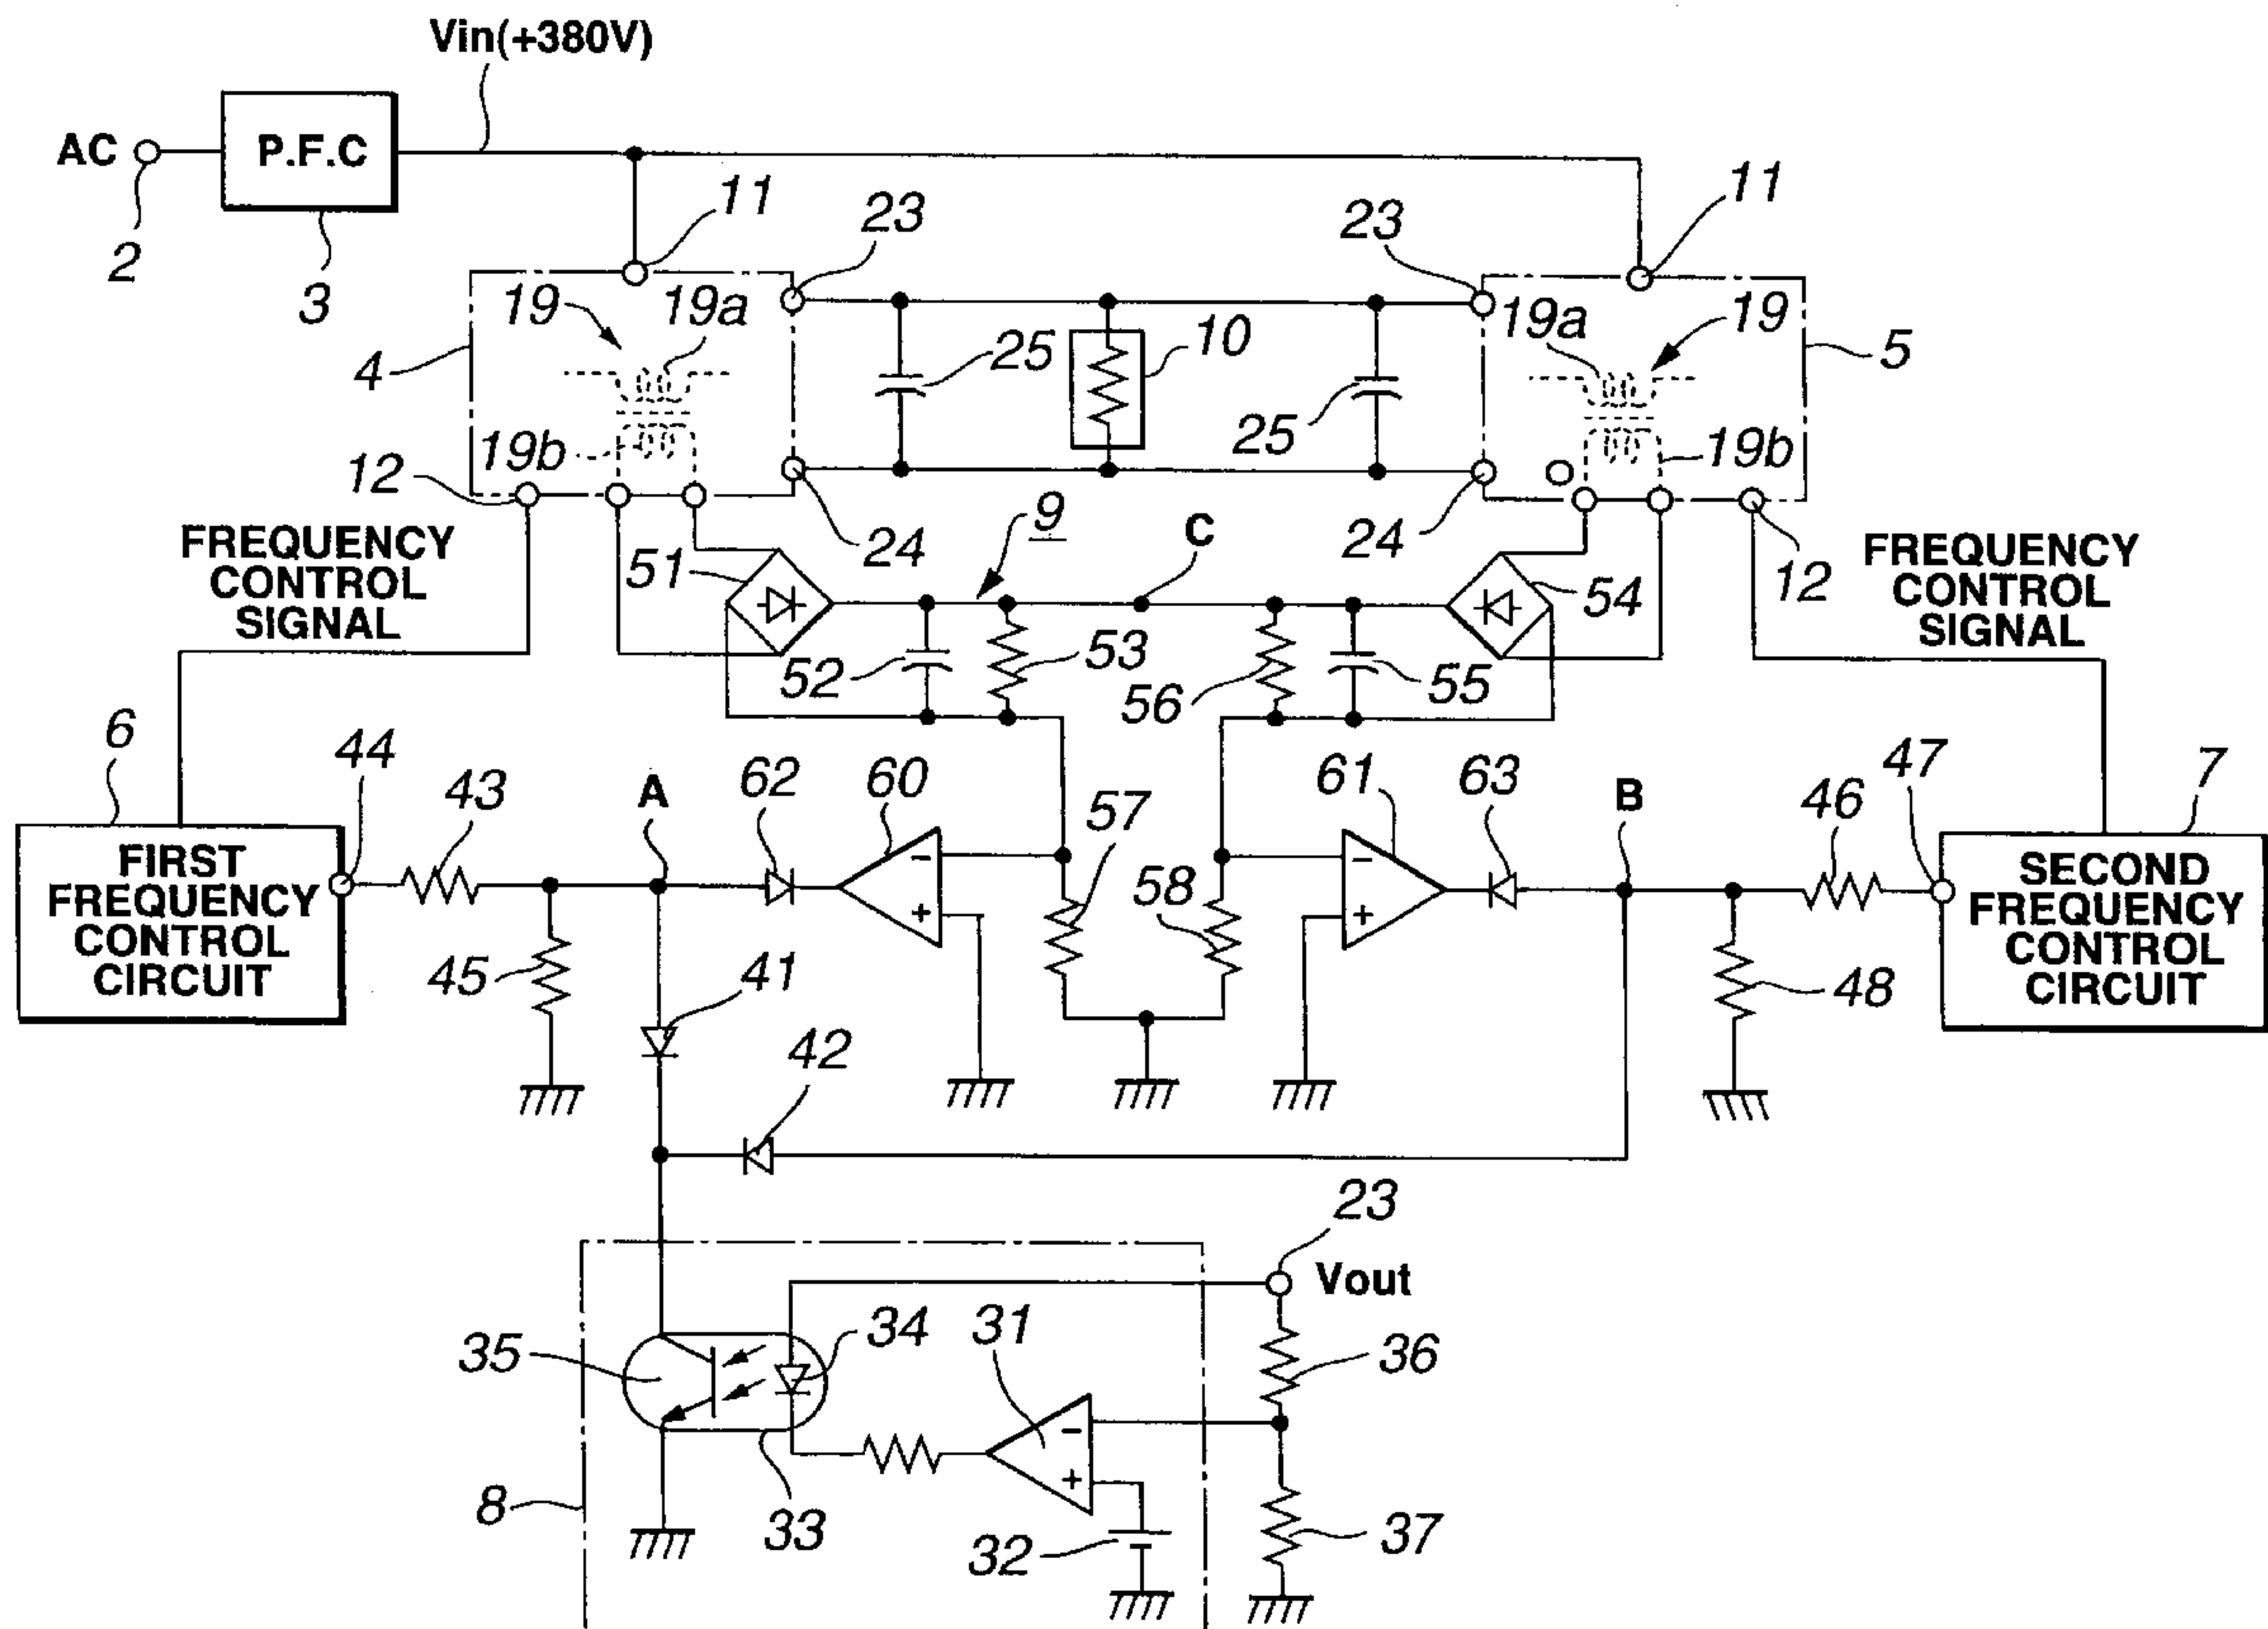 Vin(+380V)
AC
P.F.C
2
3
11
23
23
11
19
19a
4
25
10
25
19a
19
5
12
19b
19b
24
24
12
FREQUENCY
CONTROL
SIGNAL
9
C
FREQUENCY
CONTROL
SIGNAL
51
54
52
53
56
55
6
44
43
A
62
60
57
61
63
B
46
47
7
FIRST
FREQUENCY
CONTROL
CIRCUIT
-
+
58
-
+
SECOND
FREQUENCY
CONTROL
CIRCUIT
45
41
48
42
23
Vout
35
34
31
36
-
+
8
33
32
37